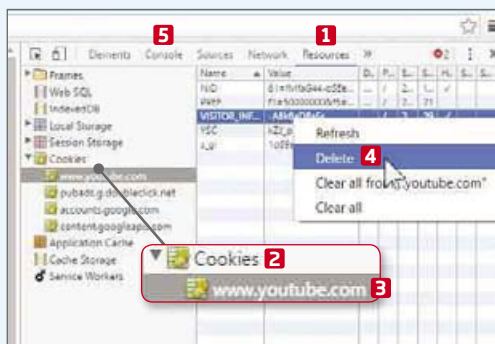 5 1
Elements Console Sources Network Resources »
2
Frames
Web SQL
IndexedDB
Local Storage
Session Storage
Cookies
www.youtube.com
pubads.g.doubleclick.net
accounts.google.com
content.googleapis.com
Application Cache
Cache Storage
Service Workers
Name Value D.. P.. E.. S.. H.. S..
NID
PREF
VISITOR_INF...
YSC
Refresh
Delete 4
Clear all from
Clear all
Cookies 2
www.youtube.com 3